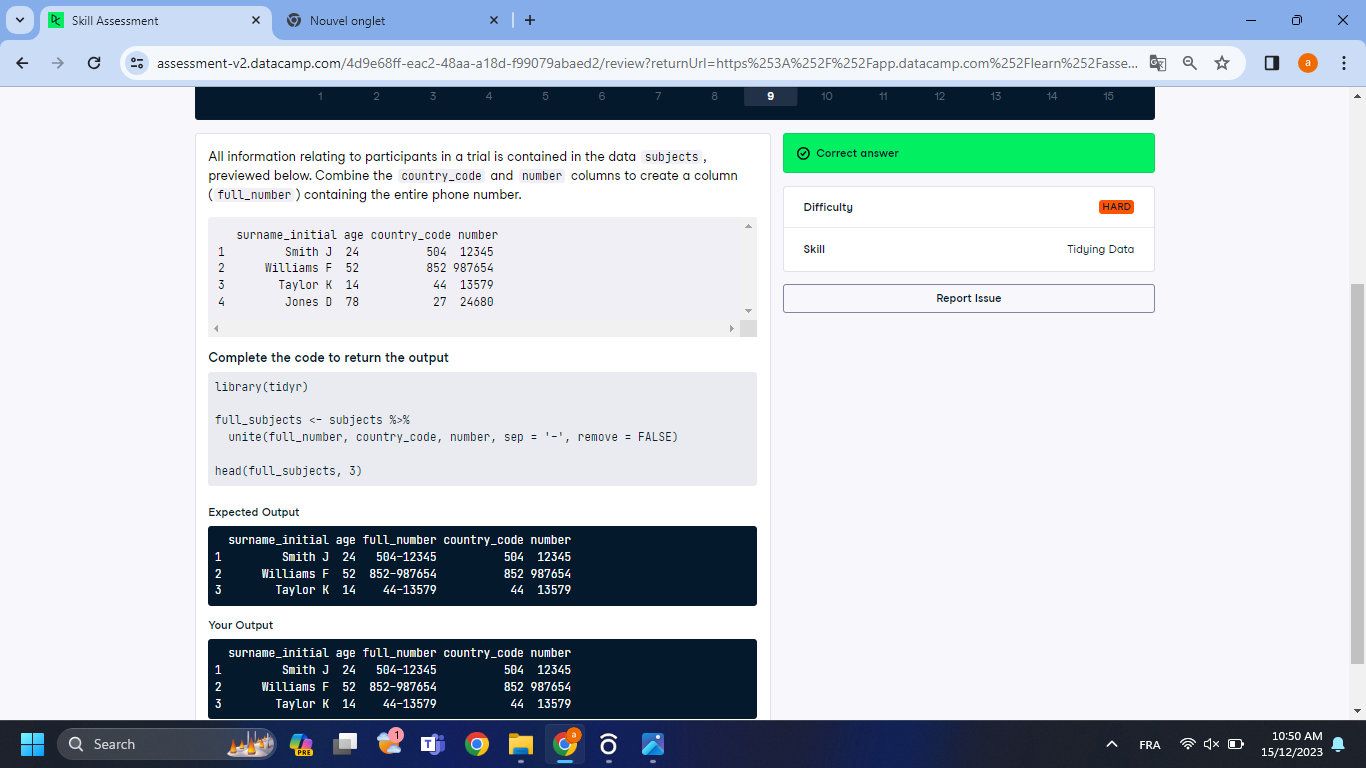 Skill Assessment
Nouvel onglet
assessment-v2.datacamp.com/4d9e68ff-eac2-48aa-a18d-f99079abaed2/review?returnUrl=https%253A%252F%252Fapp.datacamp.com%252Flearn%252Fasse...
a
1 2 3 4 5 6 7 8 9 10 11 12 13 14 15
All information relating to participants in a trial is contained in the data subjects ,
previewed below. Combine the country_code and number columns to create a column
( full_number ) containing the entire phone number.
surname_initial age country_code number
1 Smith J 24 504 12345
2 Williams F 52 852 987654
3 Taylor K 14 44 13579
4 Jones D 78 27 24680
Complete the code to return the output
library(tidyr)
full_subjects <- subjects %>%
unite(full_number, country_code, number, sep = '-', remove = FALSE)
head(full_subjects, 3)
Expected Output
surname_initial age full_number country_code number
1 Smith J 24 504-12345 504 12345
2 Williams F 52 852-987654 852 987654
3 Taylor K 14 44-13579 44 13579
Your Output
surname_initial age full_number country_code number
1 Smith J 24 504-12345 504 12345
2 Williams F 52 852-987654 852 987654
3 Taylor K 14 44-13579 44 13579
Correct answer
Difficulty HARD
Skill Tidying Data
Report Issue
Search
PRE
1
a
FRA
10:50 AM
15/12/2023